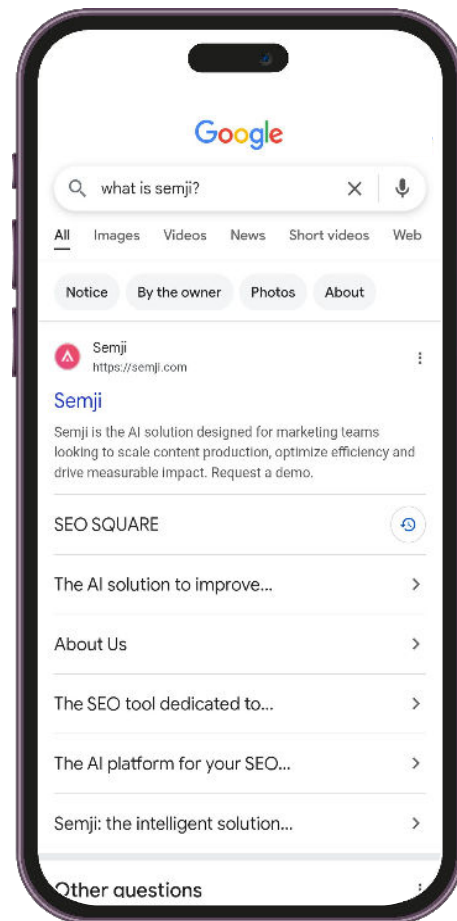 Google
what is semji?
All Images Videos News Short videos Web
Notice By the owner Photos About
Semji
https://semji.com
Semji
Semji is the AI solution designed for marketing teams
looking to scale content production, optimize efficiency and
drive measurable impact. Request a demo.
SEO SQUARE
The AI solution to improve...
About Us
The SEO tool dedicated to...
The AI platform for your SEO...
Semji: the intelligent solution...
Other questions